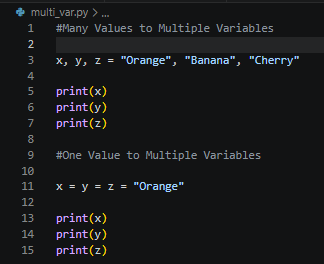 multi_var.py > ...
1 #Many Values to Multiple Variables
2
3 x, y, z = "Orange", "Banana", "Cherry"
4
5 print(x)
6 print(y)
7 print(z)
8
9 #One Value to Multiple Variables
10
11 x = y = z = "Orange"
12
13 print(x)
14 print(y)
15 print(z)